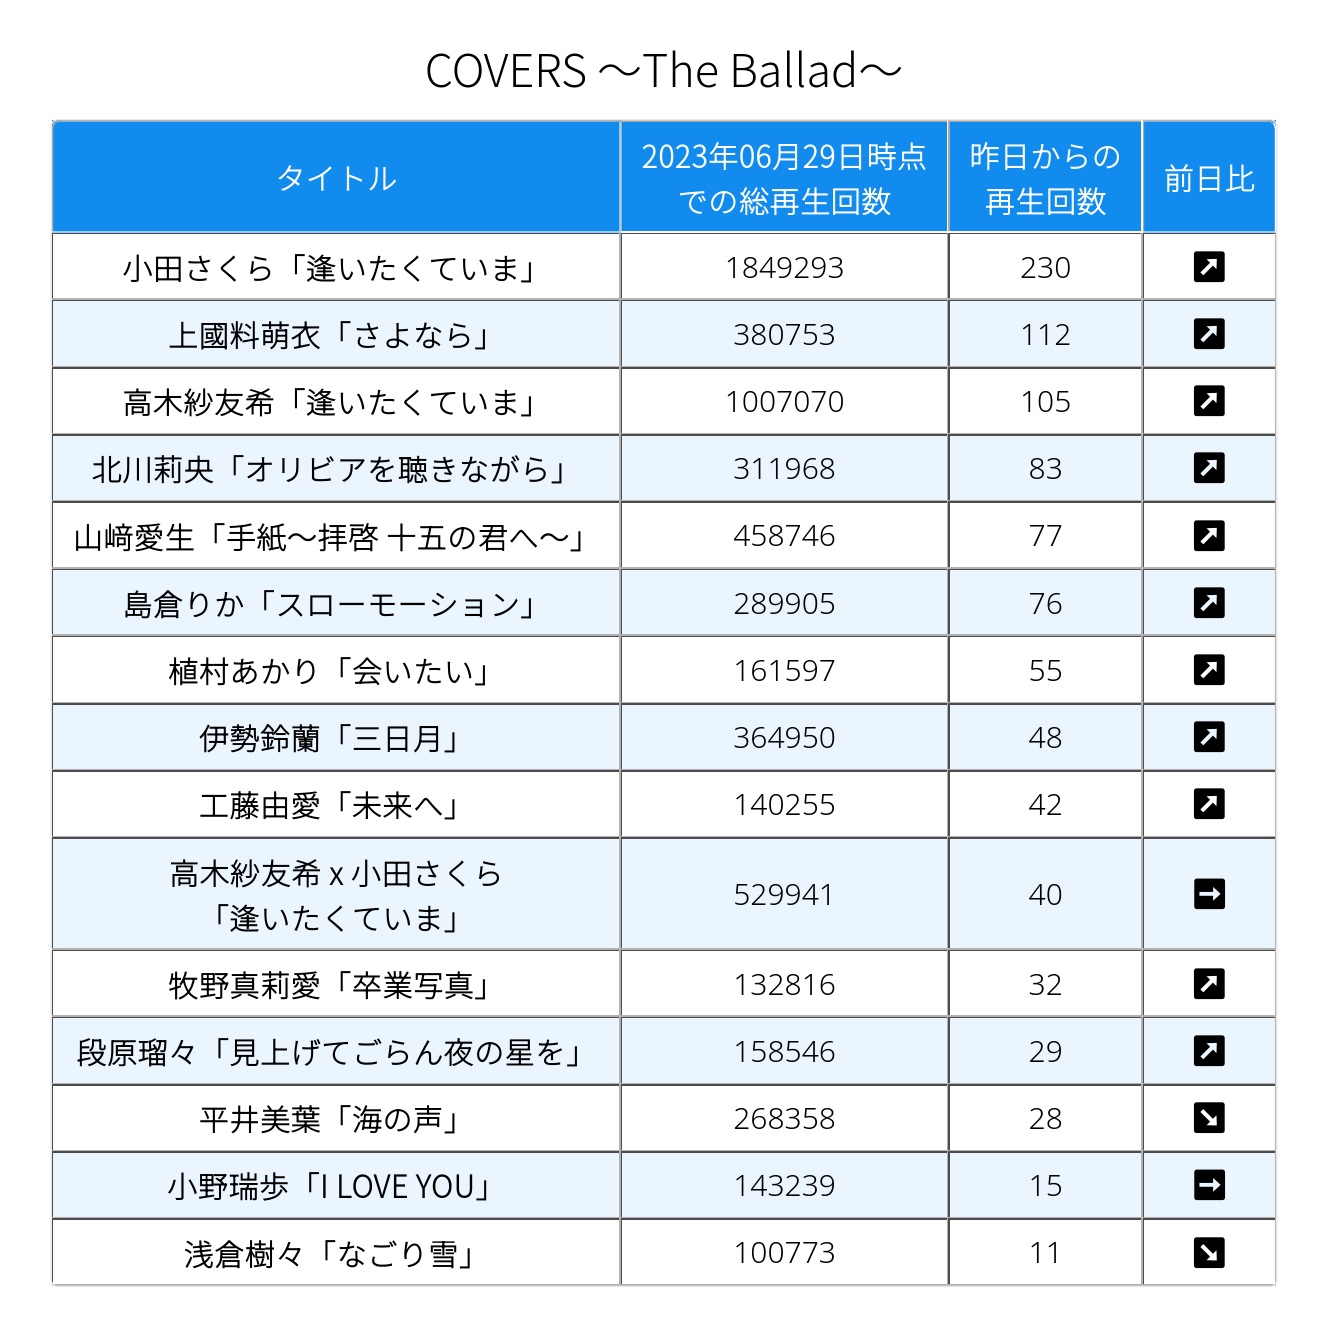 COVERS ～The Ballad～
タイトル
2023年06月29日時点
での総再生回数
昨日からの
再生回数
前日比
小田さくら「逢いたくていま」 1849293 230 ↗
上國料萌衣「さよなら」 380753 112 ↗
高木紗友希「逢いたくていま」 1007070 105 ↗
北川莉央「オリビアを聴きながら」 311968 83 ↗
山﨑愛生「手紙～拝啓 十五の君へ～」 458746 77 ↗
島倉りか「スローモーション」 289905 76 ↗
植村あかり「会いたい」 161597 55 ↗
伊勢鈴蘭「三日月」 364950 48 ↗
工藤由愛「未来へ」 140255 42 ↗
高木紗友希 x 小田さくら
「逢いたくていま」 529941 40 →
牧野真莉愛「卒業写真」 132816 32 ↗
段原瑠々「見上げてごらん夜の星を」 158546 29 ↗
平井美葉「海の声」 268358 28 ↘
小野瑞歩「I LOVE YOU」 143239 15 →
浅倉樹々「なごり雪」 100773 11 ↘